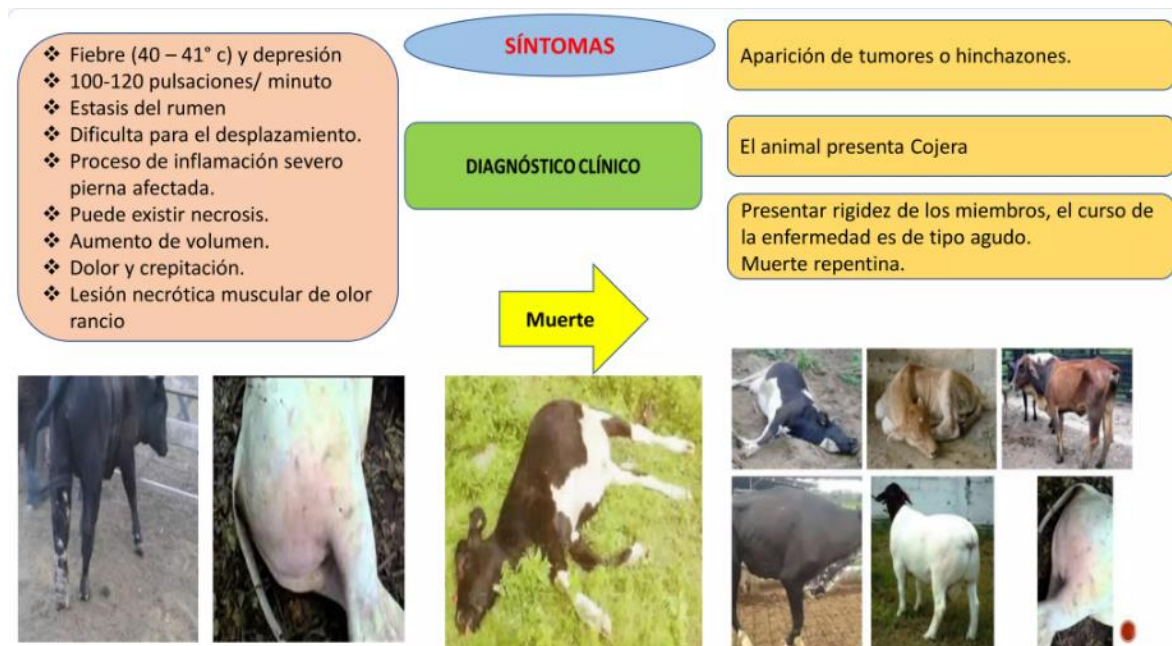 ❖ Fiebre (40 – 41° c) y depresión
❖ 100-120 pulsaciones/ minuto
❖ Estasis del rumen
❖ Dificulta para el desplazamiento.
❖ Proceso de inflamación severo
pierna afectada.
❖ Puede existir necrosis.
❖ Aumento de volumen.
❖ Dolor y crepitación.
❖ Lesión necrótica muscular de olor
rancio
SÍNTOMAS
DIAGNÓSTICO CLÍNICO
Muerte
Aparición de tumores o hinchazones.
El animal presenta Cojera
Presentar rigidez de los miembros, el curso de
la enfermedad es de tipo agudo.
Muerte repentina.